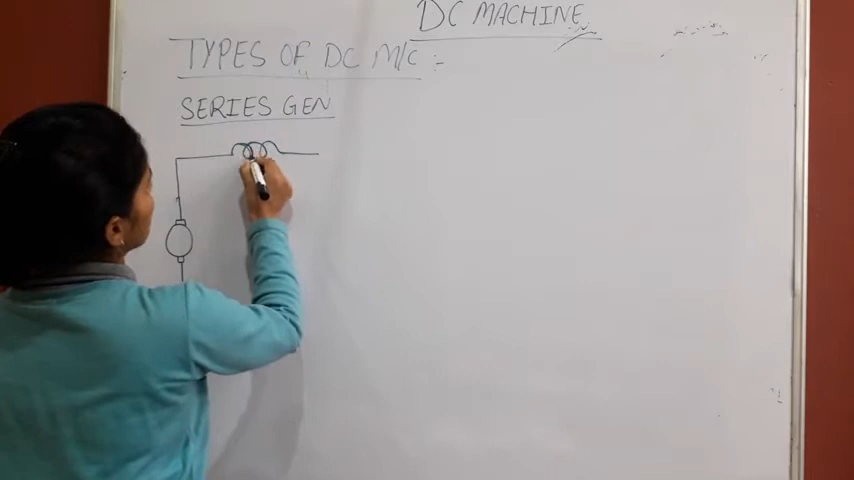 DC MACHINE
TYPES OF DC M/C :-
SERIES GEN